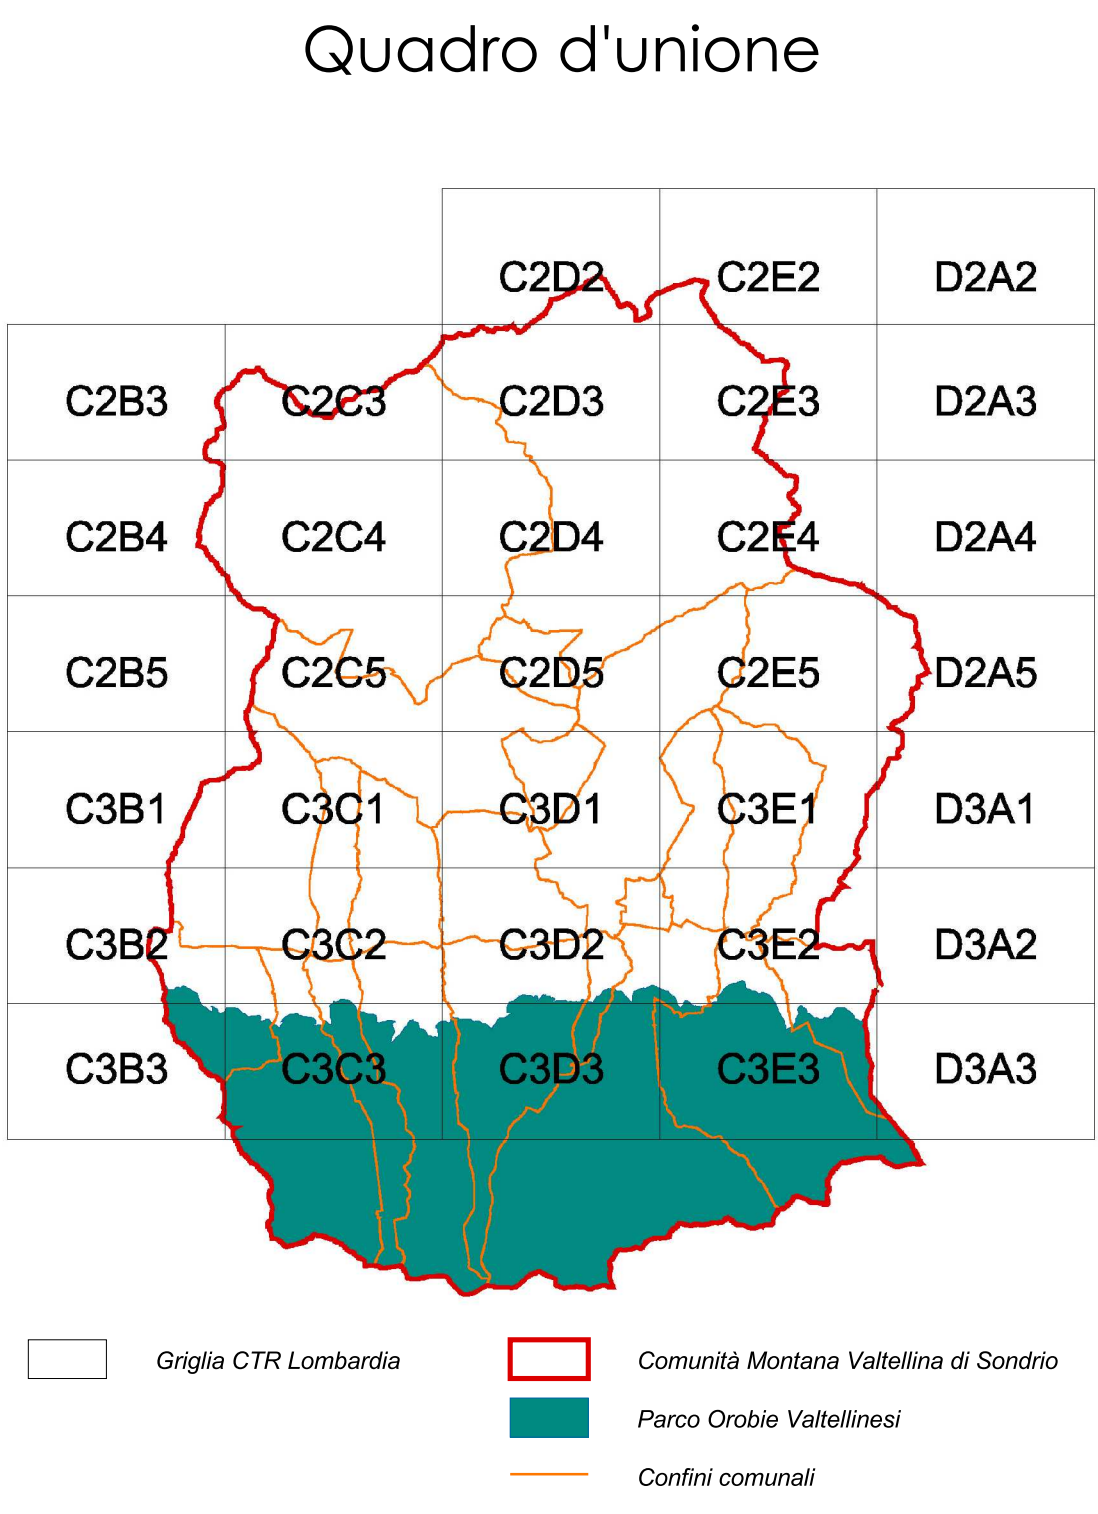 Quadro d'unione
C2D2 C2E2 D2A2
C2B3 C2C3 C2D3 C2E3 D2A3
C2B4 C2C4 C2D4 C2E4 D2A4
C2B5 C2C5 C2D5 C2E5 D2A5
C3B1 C3C1 C3D1 C3E1 D3A1
C3B2 C3C2 C3D2 C3E2 D3A2
C3B3 C3C3 C3D3 C3E3 D3A3
Griglia CTR Lombardia
Comunità Montana Valtellina di Sondrio
Parco Orobie Valtellinesi
Confini comunali